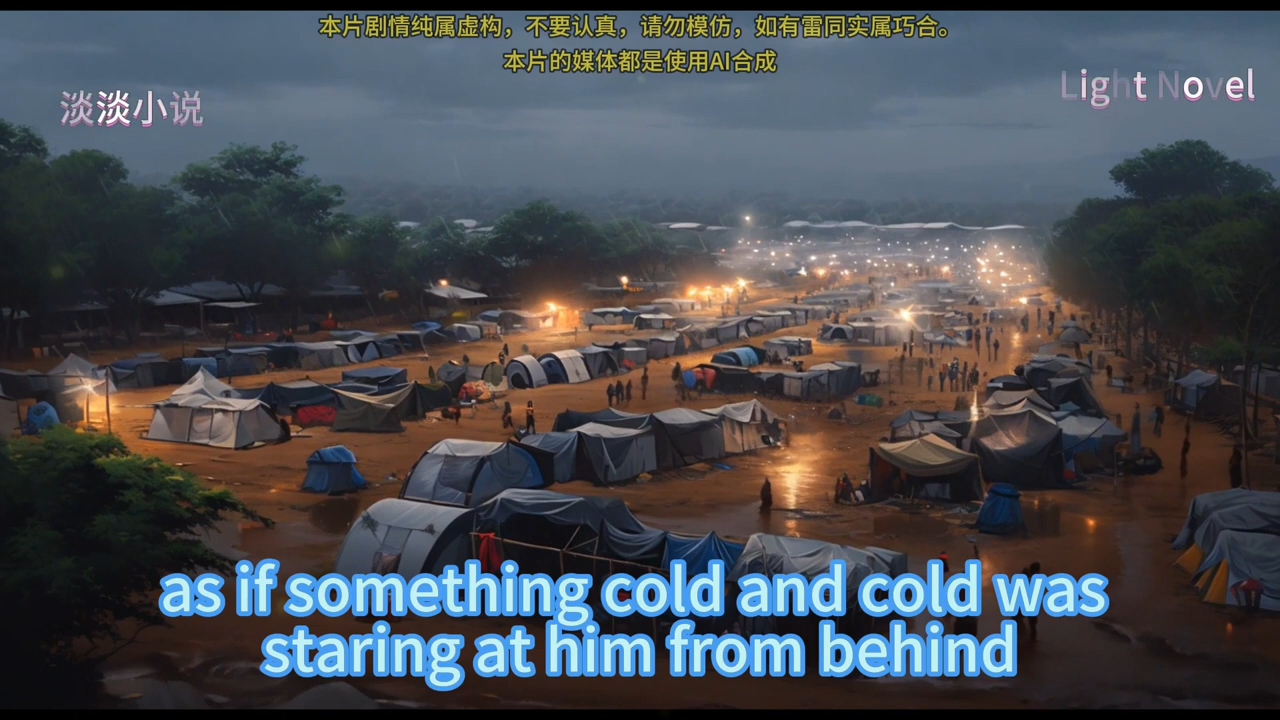 本片剧情纯属虚构，不要认真，请勿模仿，如有雷同实属巧合。
本片的媒体都是使用AI合成
淡淡小说
Light Novel
as if something cold and cold was
staring at him from behind